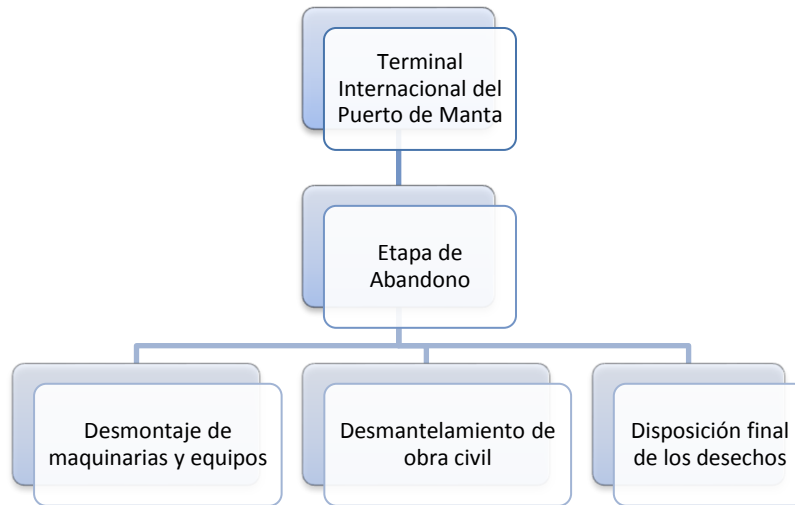 Terminal
Internacional del
Puerto de Manta
Etapa de
Abandono
Desmontaje de
maquinarias y equipos
Desmantelamiento de
obra civil
Disposición final
de los desechos